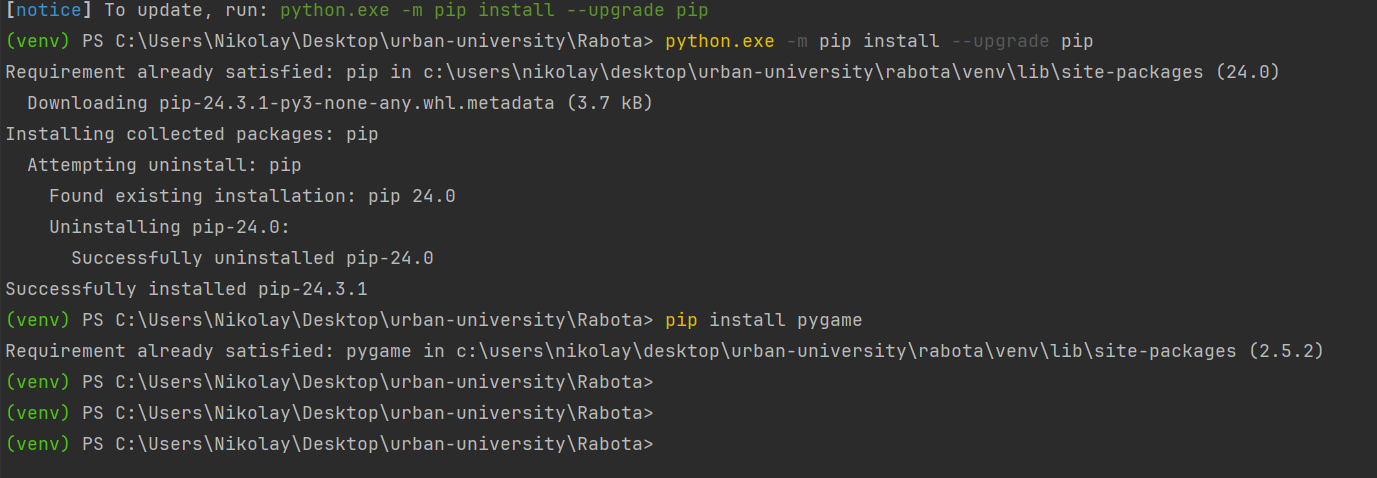 [notice] To update, run: python.exe -m pip install --upgrade pip
(venv) PS C:\Users\Nikolay\Desktop\urban-university\Rabota> python.exe -m pip install --upgrade pip
Requirement already satisfied: pip in c:\users\nikolay\desktop\urban-university\rabota\venv\lib\site-packages (24.0)
  Downloading pip-24.3.1-py3-none-any.whl.metadata (3.7 kB)
Installing collected packages: pip
  Attempting uninstall: pip
    Found existing installation: pip 24.0
    Uninstalling pip-24.0:
      Successfully uninstalled pip-24.0
Successfully installed pip-24.3.1
(venv) PS C:\Users\Nikolay\Desktop\urban-university\Rabota> pip install pygame
Requirement already satisfied: pygame in c:\users\nikolay\desktop\urban-university\rabota\venv\lib\site-packages (2.5.2)
(venv) PS C:\Users\Nikolay\Desktop\urban-university\Rabota>
(venv) PS C:\Users\Nikolay\Desktop\urban-university\Rabota>
(venv) PS C:\Users\Nikolay\Desktop\urban-university\Rabota>